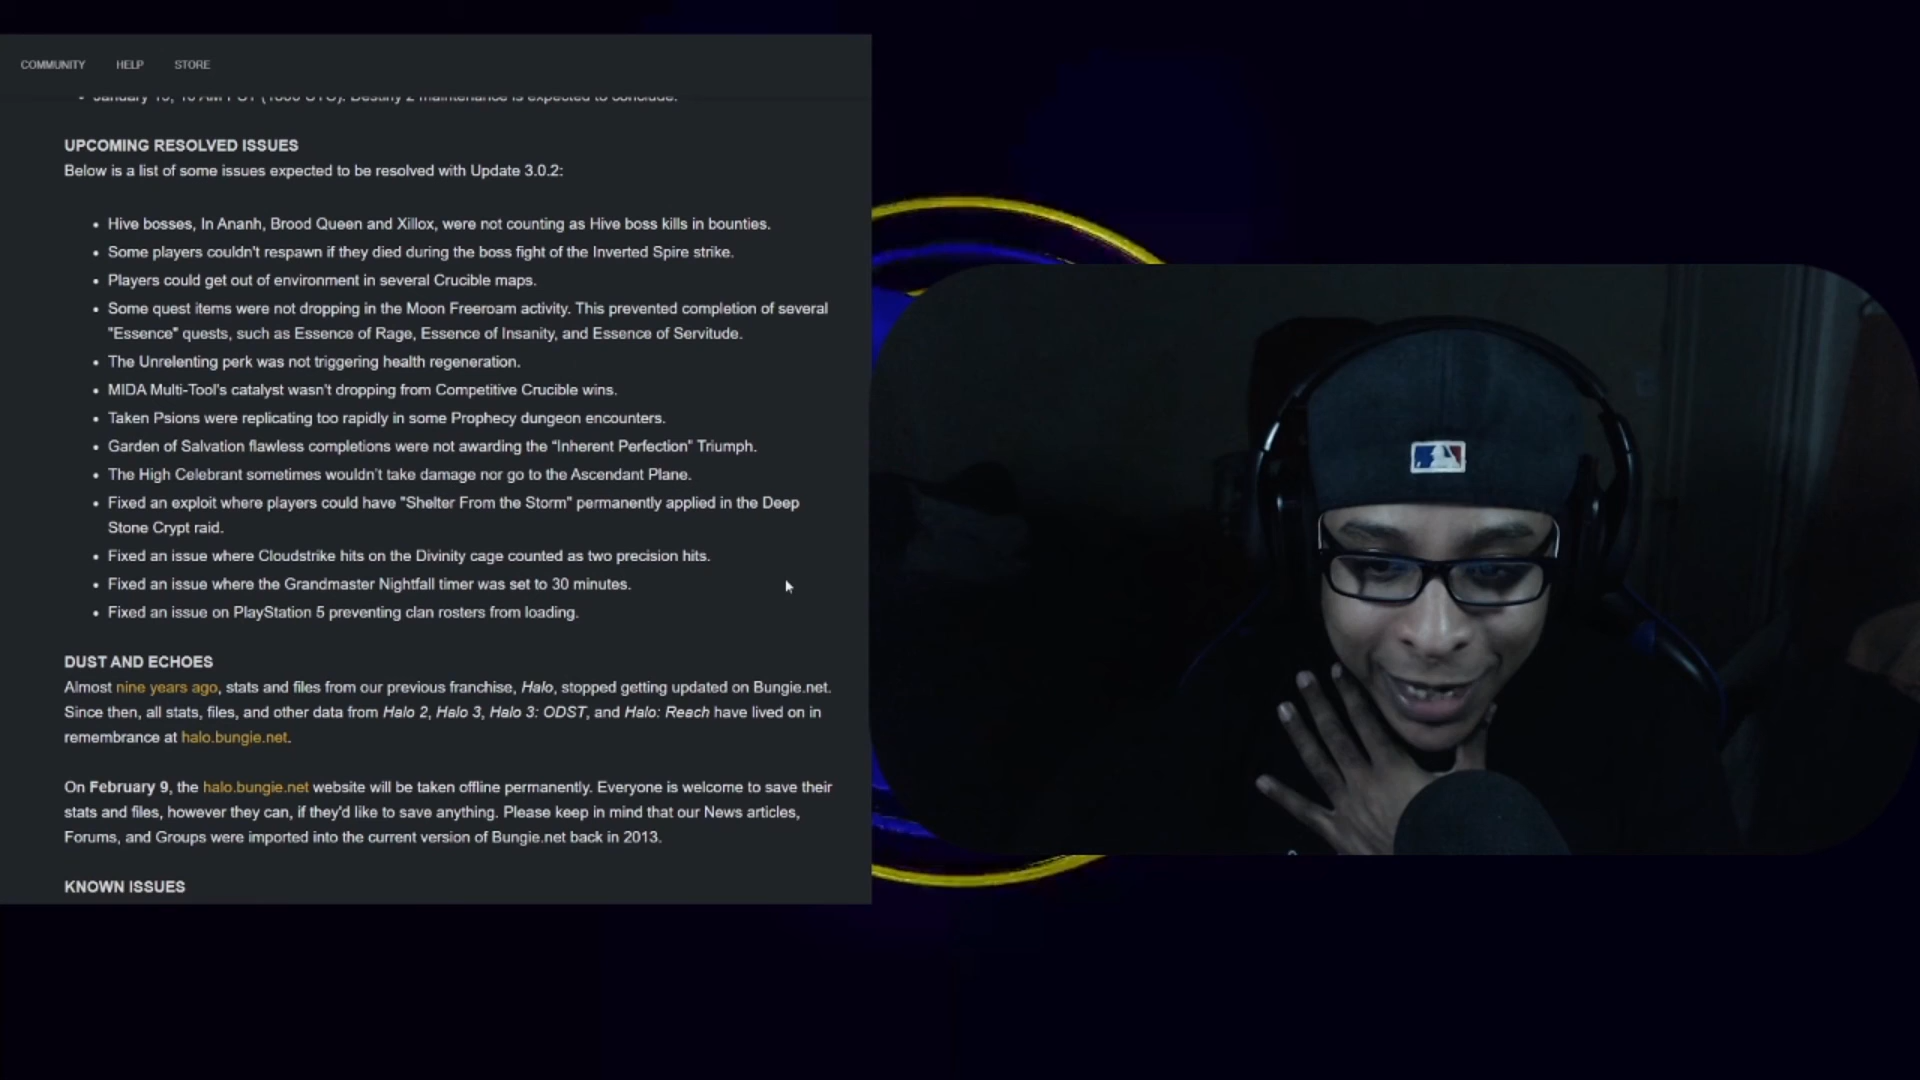 COMMUNITY HELP STORE
Destiny 2 maintenance is expected to conclude.
UPCOMING RESOLVED ISSUES
Below is a list of some issues expected to be resolved with Update 3.0.2:
• Hive bosses, In Ananh, Brood Queen and Xillox, were not counting as Hive boss kills in bounties.
• Some players couldn't respawn if they died during the boss fight of the Inverted Spire strike.
• Players could get out of environment in several Crucible maps.
• Some quest items were not dropping in the Moon Freeroam activity. This prevented completion of several
"Essence" quests, such as Essence of Rage, Essence of Insanity, and Essence of Servitude.
• The Unrelenting perk was not triggering health regeneration.
• MIDA Multi-Tool's catalyst wasn't dropping from Competitive Crucible wins.
• Taken Psions were replicating too rapidly in some Prophecy dungeon encounters.
• Garden of Salvation flawless completions were not awarding the “Inherent Perfection” Triumph.
• The High Celebrant sometimes wouldn't take damage nor go to the Ascendant Plane.
• Fixed an exploit where players could have "Shelter From the Storm" permanently applied in the Deep
Stone Crypt raid.
• Fixed an issue where Cloudstrike hits on the Divinity cage counted as two precision hits.
• Fixed an issue where the Grandmaster Nightfall timer was set to 30 minutes.
• Fixed an issue on PlayStation 5 preventing clan rosters from loading.
DUST AND ECHOES
Almost nine years ago, stats and files from our previous franchise, Halo, stopped getting updated on Bungie.net.
Since then, all stats, files, and other data from Halo 2, Halo 3, Halo 3: ODST, and Halo: Reach have lived on in
remembrance at halo.bungie.net.
On February 9, the halo.bungie.net website will be taken offline permanently. Everyone is welcome to save their
stats and files, however they can, if they'd like to save anything. Please keep in mind that our News articles,
Forums, and Groups were imported into the current version of Bungie.net back in 2013.
KNOWN ISSUES